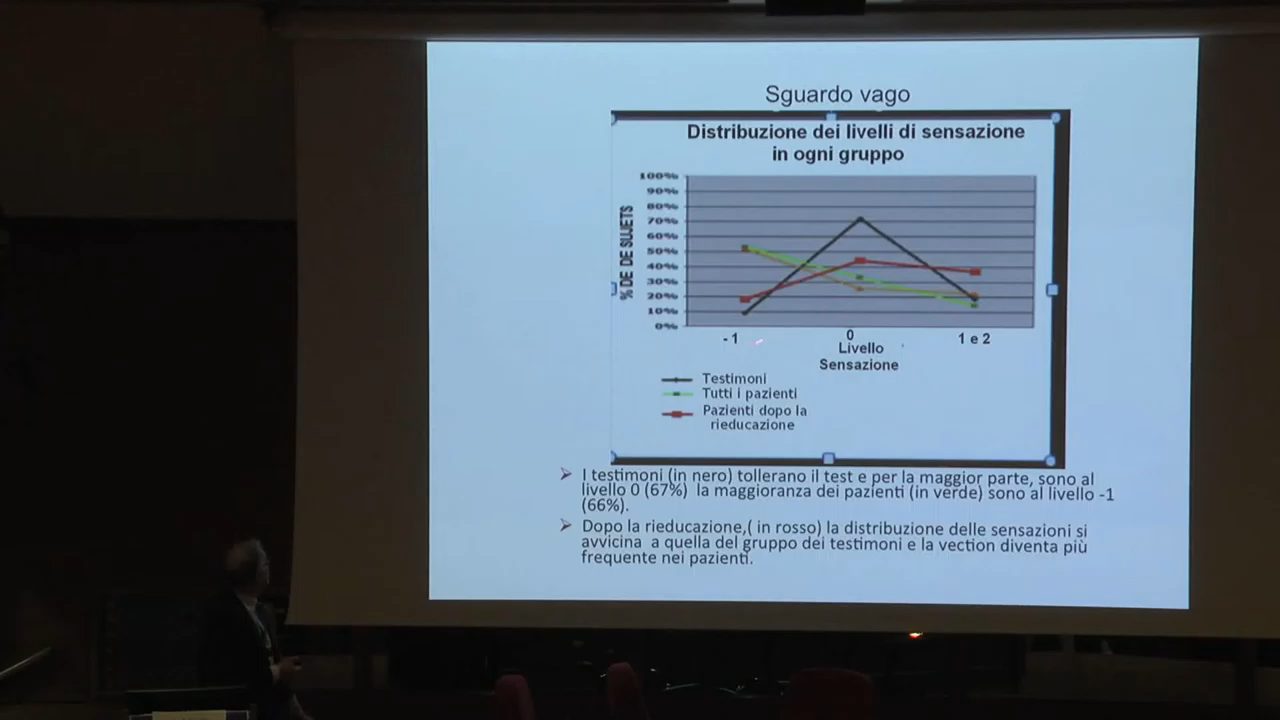 Sguardo vago
Distribuzione dei livelli di sensazione
in ogni gruppo
100%
90%
80%
70%
60%
50%
40%
30%
20%
10%
0%
% DE DE SUJETS
- 1
0
1 e 2
Livello
Sensazione
Testimoni
Tutti i pazienti
Pazienti dopo la
rieducazione
I testimoni (in nero) tollerano il test e per la maggior parte, sono al
livello 0 (67%) la maggioranza dei pazienti (in verde) sono al livello -1
(66%).
Dopo la rieducazione,( in rosso) la distribuzione delle sensazioni si
avvicina a quella del gruppo dei testimoni e la vection diventa più
frequente nei pazienti.